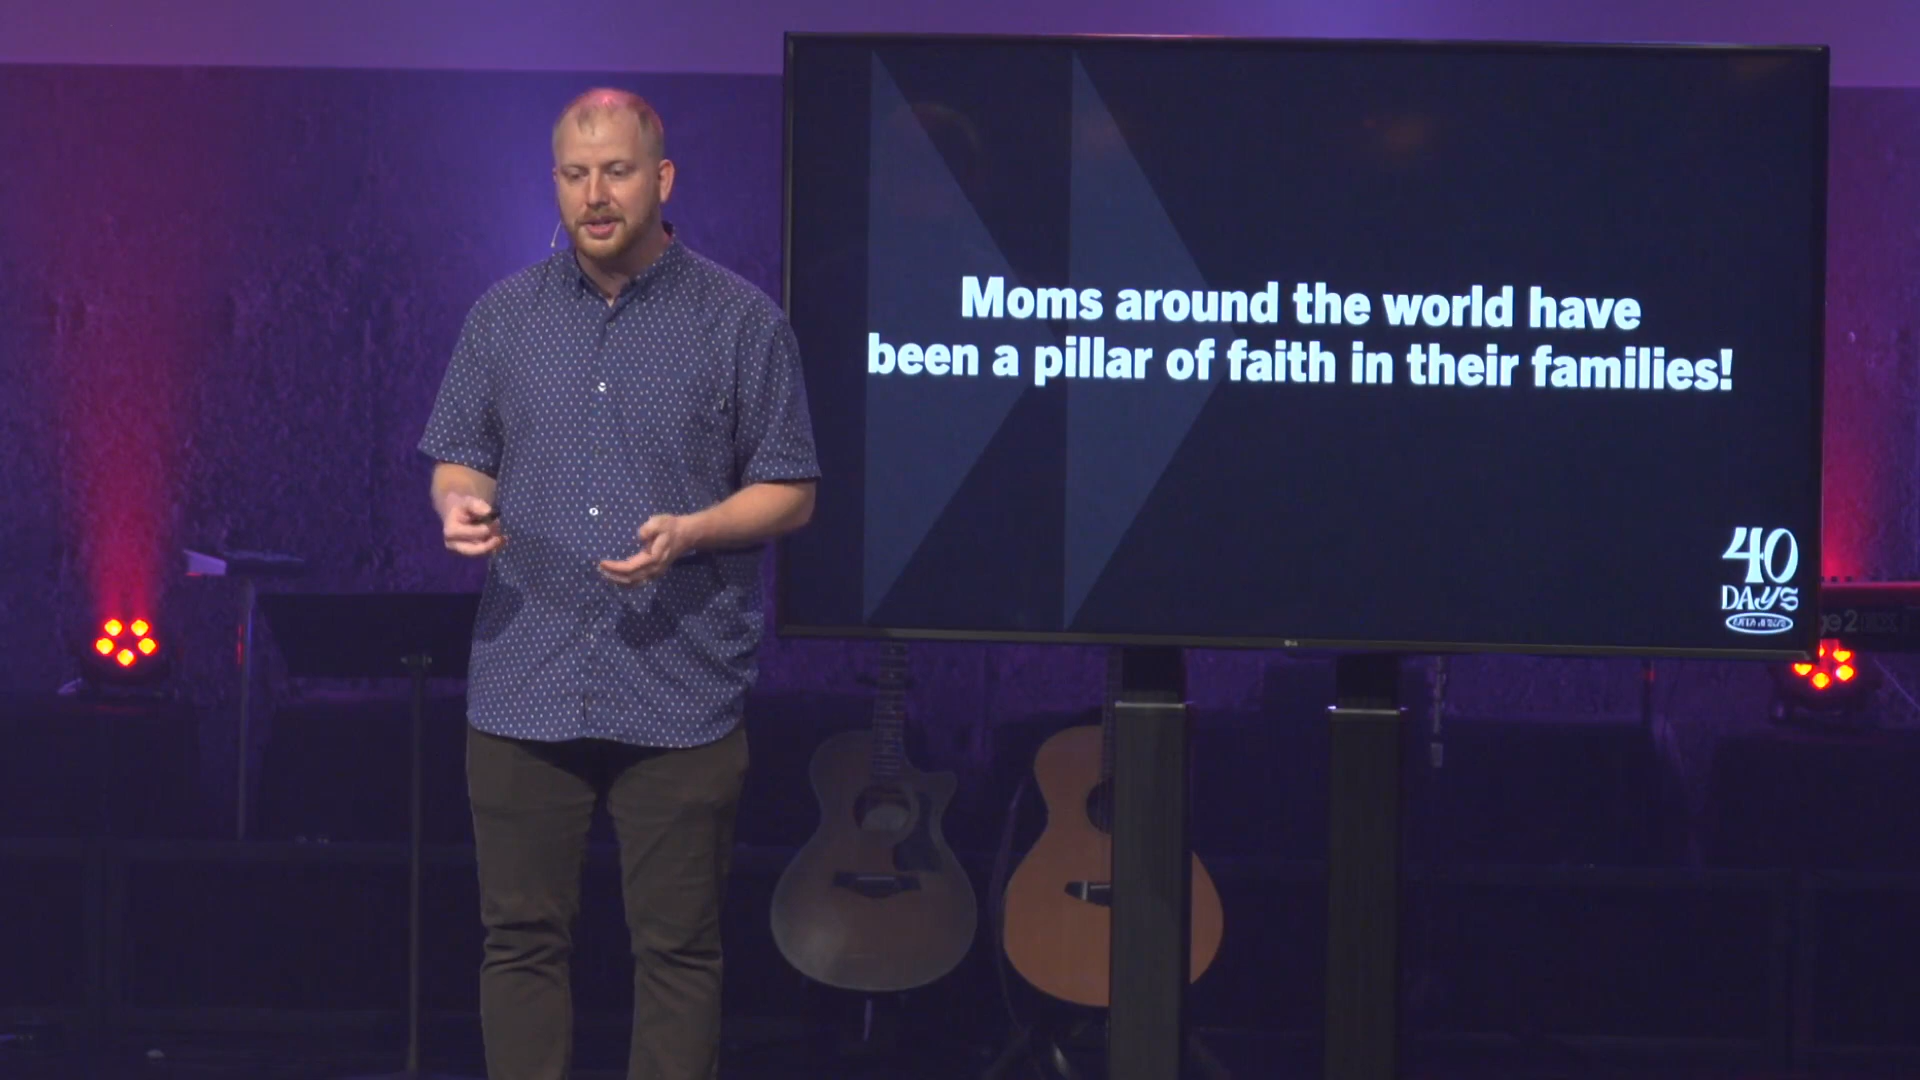 Moms around the world have
been a pillar of faith in their families!
40
DAYS